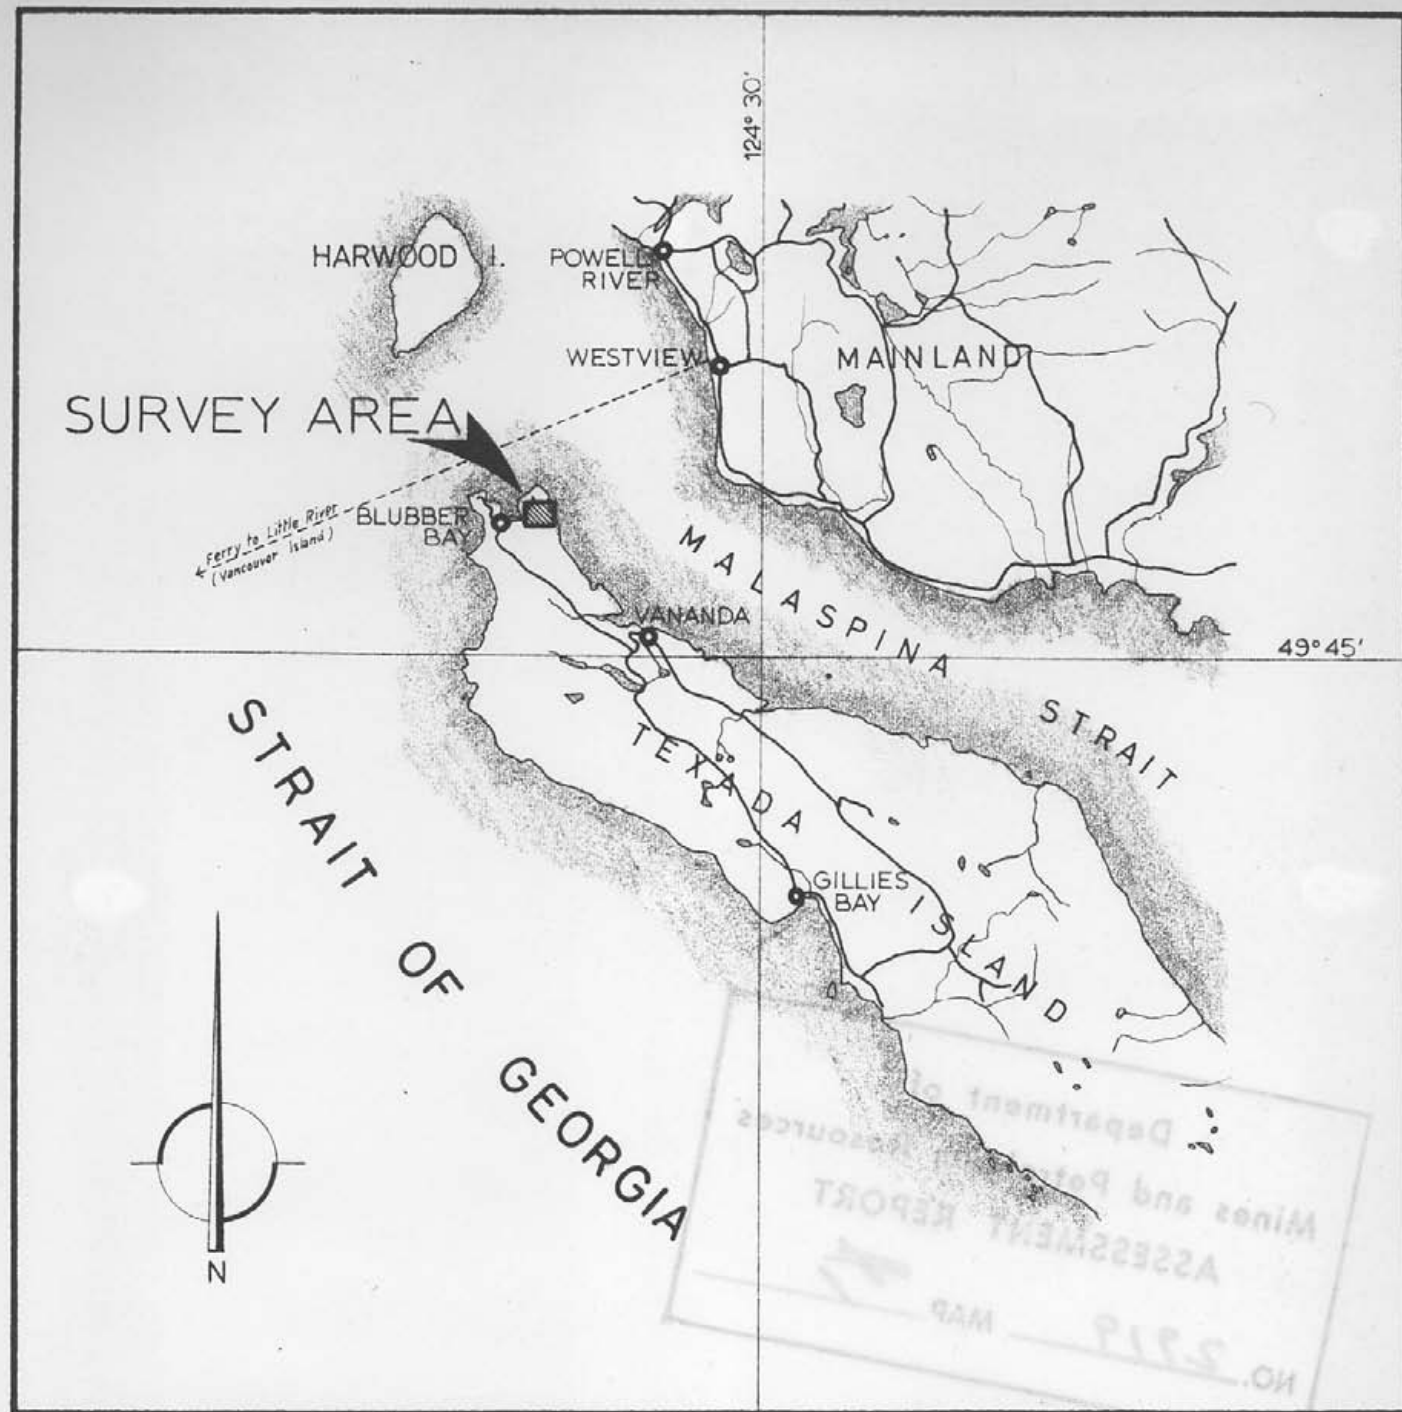 124° 30'
HARWOOD I.
POWELL
RIVER
WESTVIEW
MAINLAND
SURVEY AREA
BLUBBER
BAY
Ferry to Little River
(Vancouver Island)
VANANDA
MALASPINA STRAIT
49°45'
TEXADA ISLAND
GILLIES
BAY
STRAIT OF GEORGIA
N
Department of
Mines and Petroleum Resources
ASSESSMENT REPORT
NO. 2919 MAP